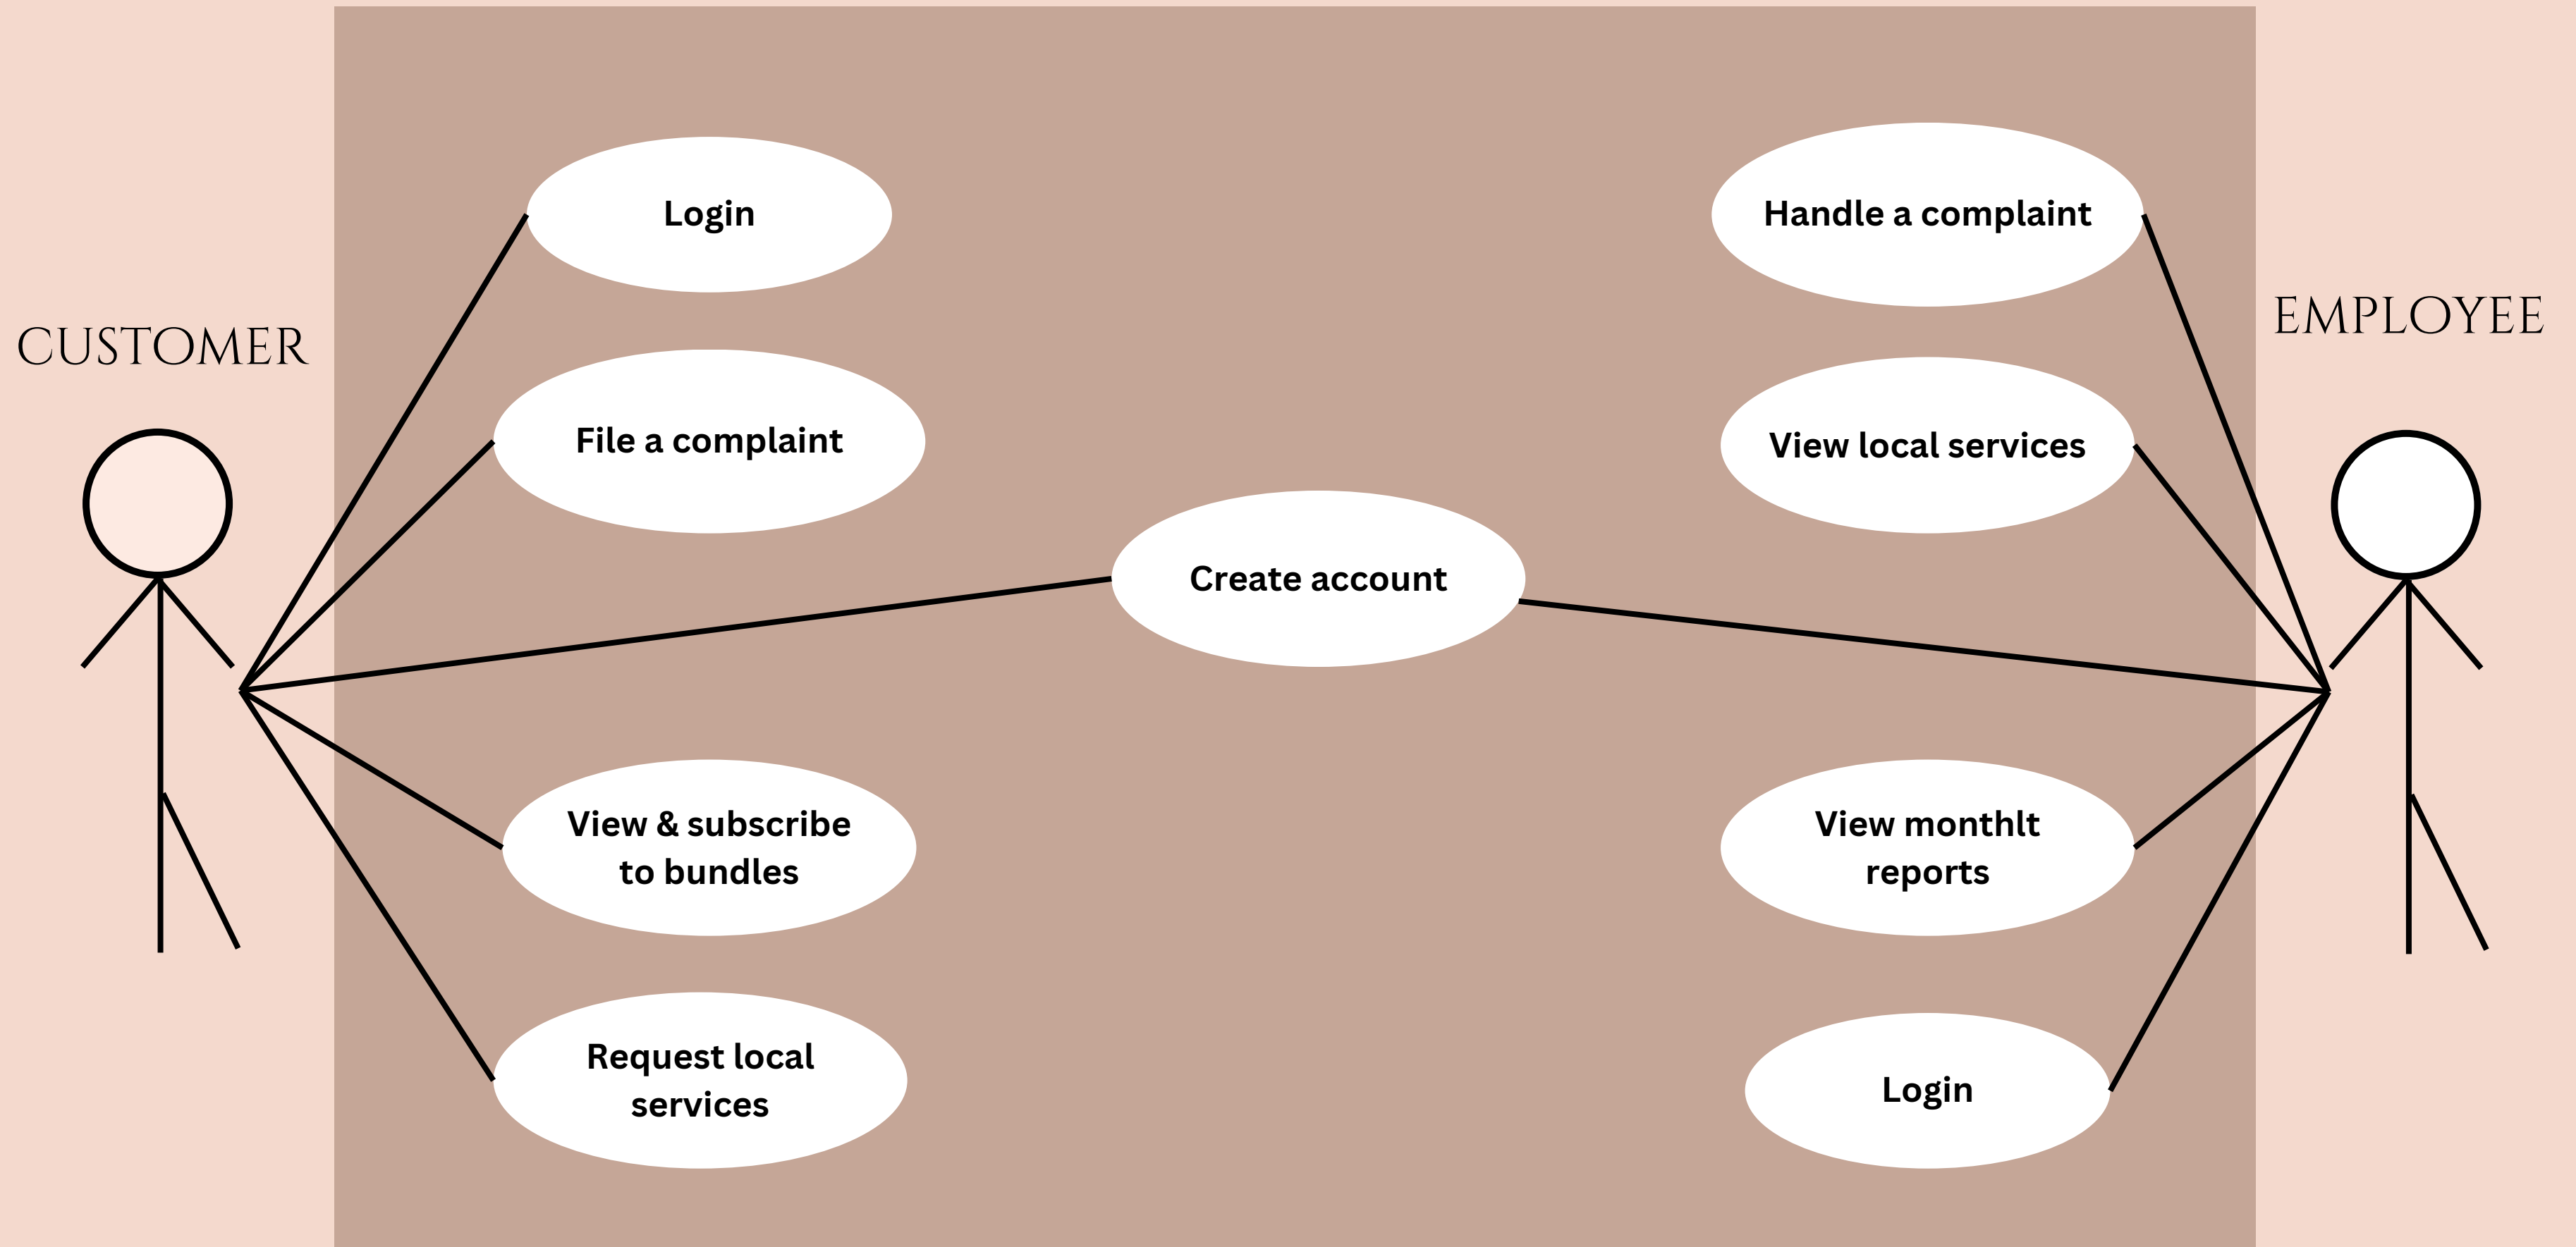 CUSTOMER
Login
File a complaint
Create account
View & subscribe
to bundles
Request local
services
Handle a complaint
View local services
View monthlt
reports
Login
EMPLOYEE